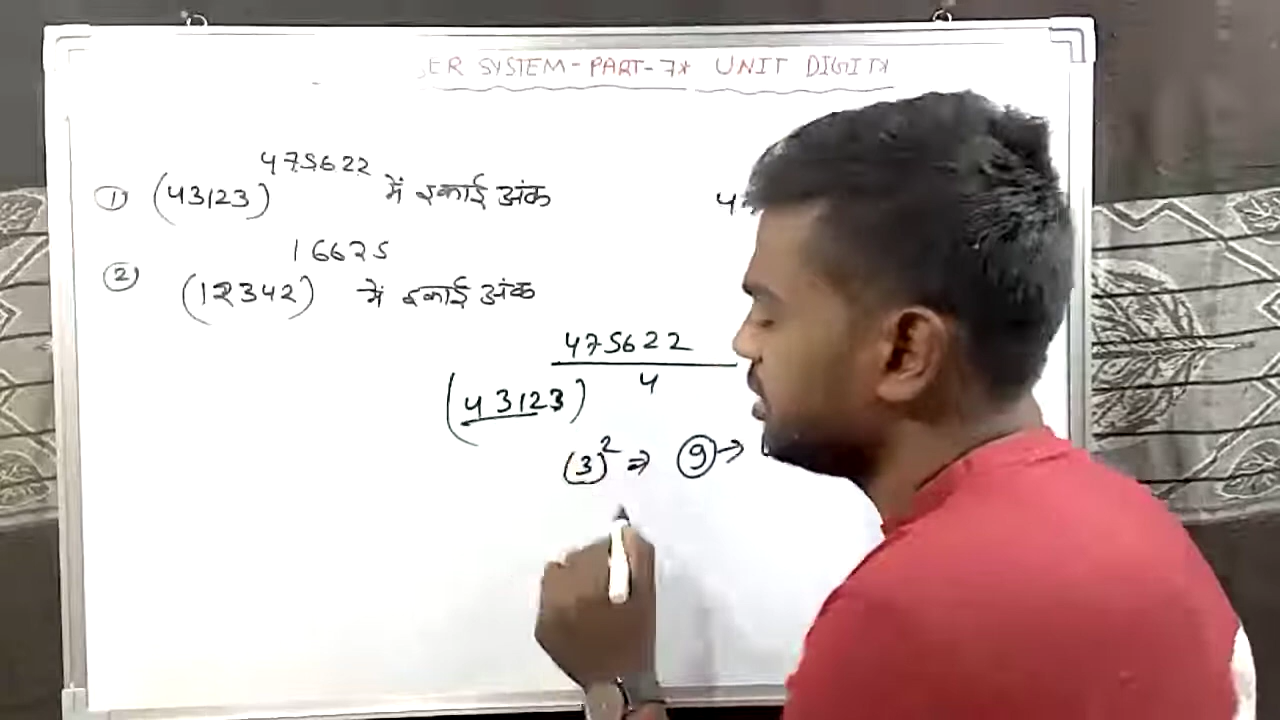 SYSTEM-PART-7* UNIT DIGIT*
① (43123)^475622 में इकाई अंक
② (12342)^16625 में इकाई अंक
475622
4
(43123)
(3)² ⇒ ⑨ →